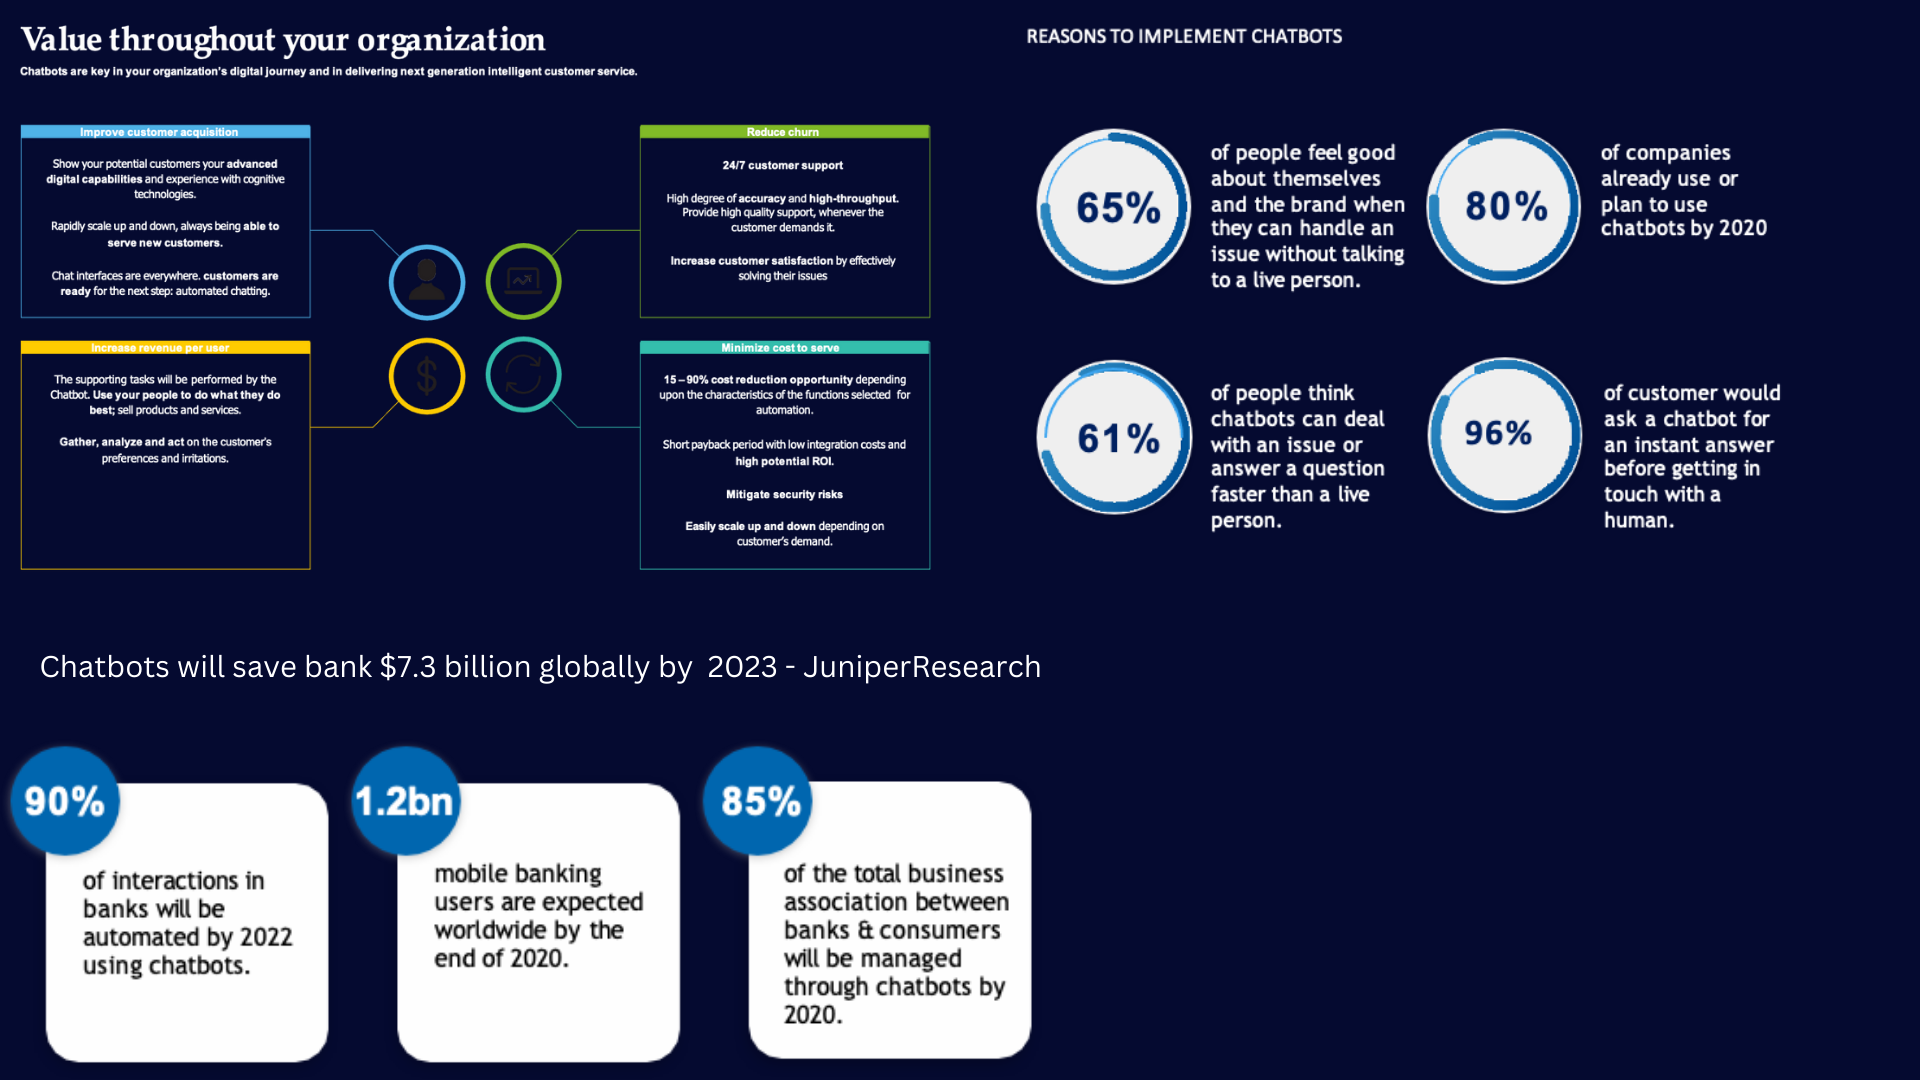 Value throughout your organization
Chatbots are key in your organization's digital journey and in delivering next generation intelligent customer service.
Improve customer acquisition
Show your potential customers your advanced
digital capabilities and experience with cognitive
technologies.
Rapidly scale up and down, always being able to
serve new customers.
Chat interfaces are everywhere. customers are
ready for the next step: automated chatting.
Reduce churn
24/7 customer support
High degree of accuracy and high-throughput.
Provide high quality support, whenever the
customer demands it.
Increase customer satisfaction by effectively
solving their issues
Increase revenue per user
The supporting tasks will be performed by the
Chatbot. Use your people to do what they do
best; sell products and services.
Gather, analyze and act on the customer's
preferences and irritations.
Minimize cost to serve
15 – 90% cost reduction opportunity depending
upon the characteristics of the functions selected for
automation.
Short payback period with low integration costs and
high potential ROI.
Mitigate security risks
Easily scale up and down depending on
customer's demand.
$
REASONS TO IMPLEMENT CHATBOTS
65%
of people feel good
about themselves
and the brand when
they can handle an
issue without talking
to a live person.
80%
of companies
already use or
plan to use
chatbots by 2020
61%
of people think
chatbots can deal
with an issue or
answer a question
faster than a live
person.
96%
of customer would
ask a chatbot for
an instant answer
before getting in
touch with a
human.
Chatbots will save bank $7.3 billion globally by 2023 - JuniperResearch
90%
of interactions in
banks will be
automated by 2022
using chatbots.
1.2bn
mobile banking
users are expected
worldwide by the
end of 2020.
85%
of the total business
association between
banks & consumers
will be managed
through chatbots by
2020.